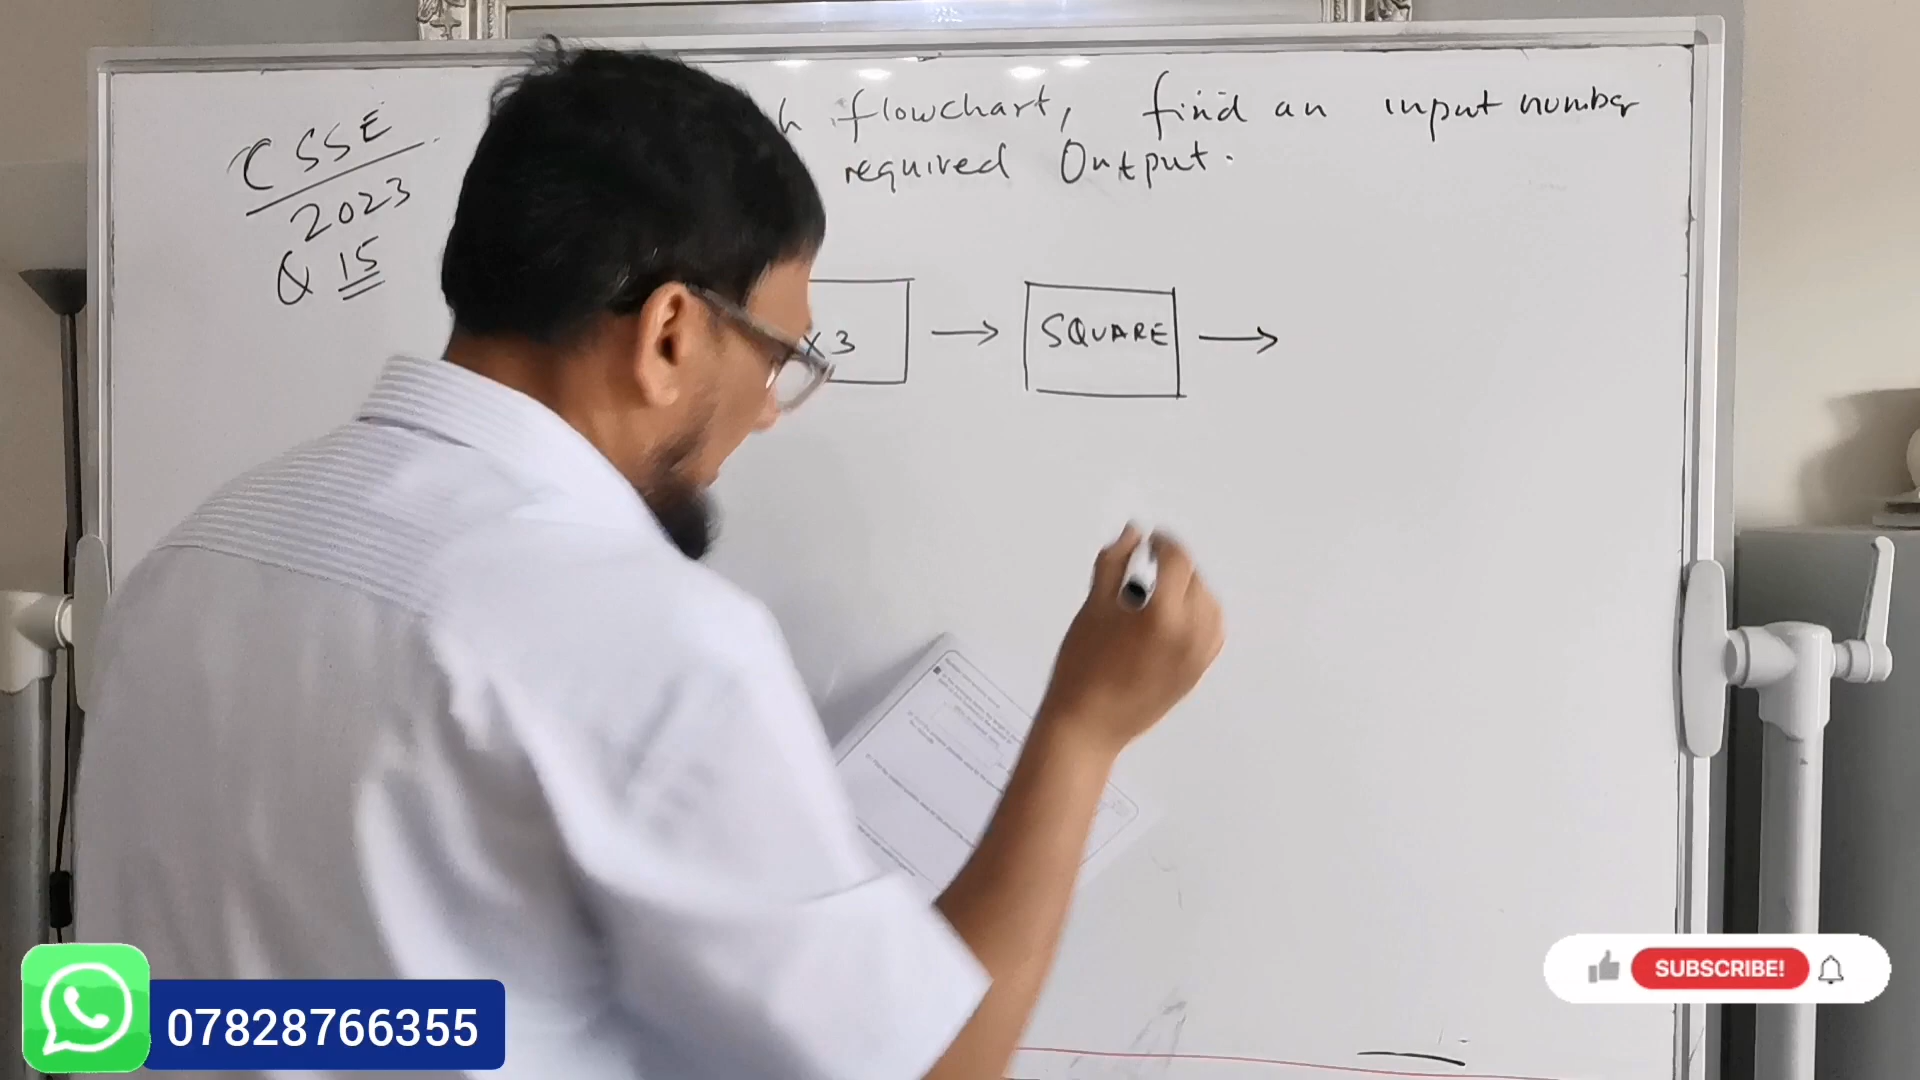 CSSE
2023
Q 15
h flowchart, find an input number
required Output.
x 3
SQUARE
07828766355
SUBSCRIBE!